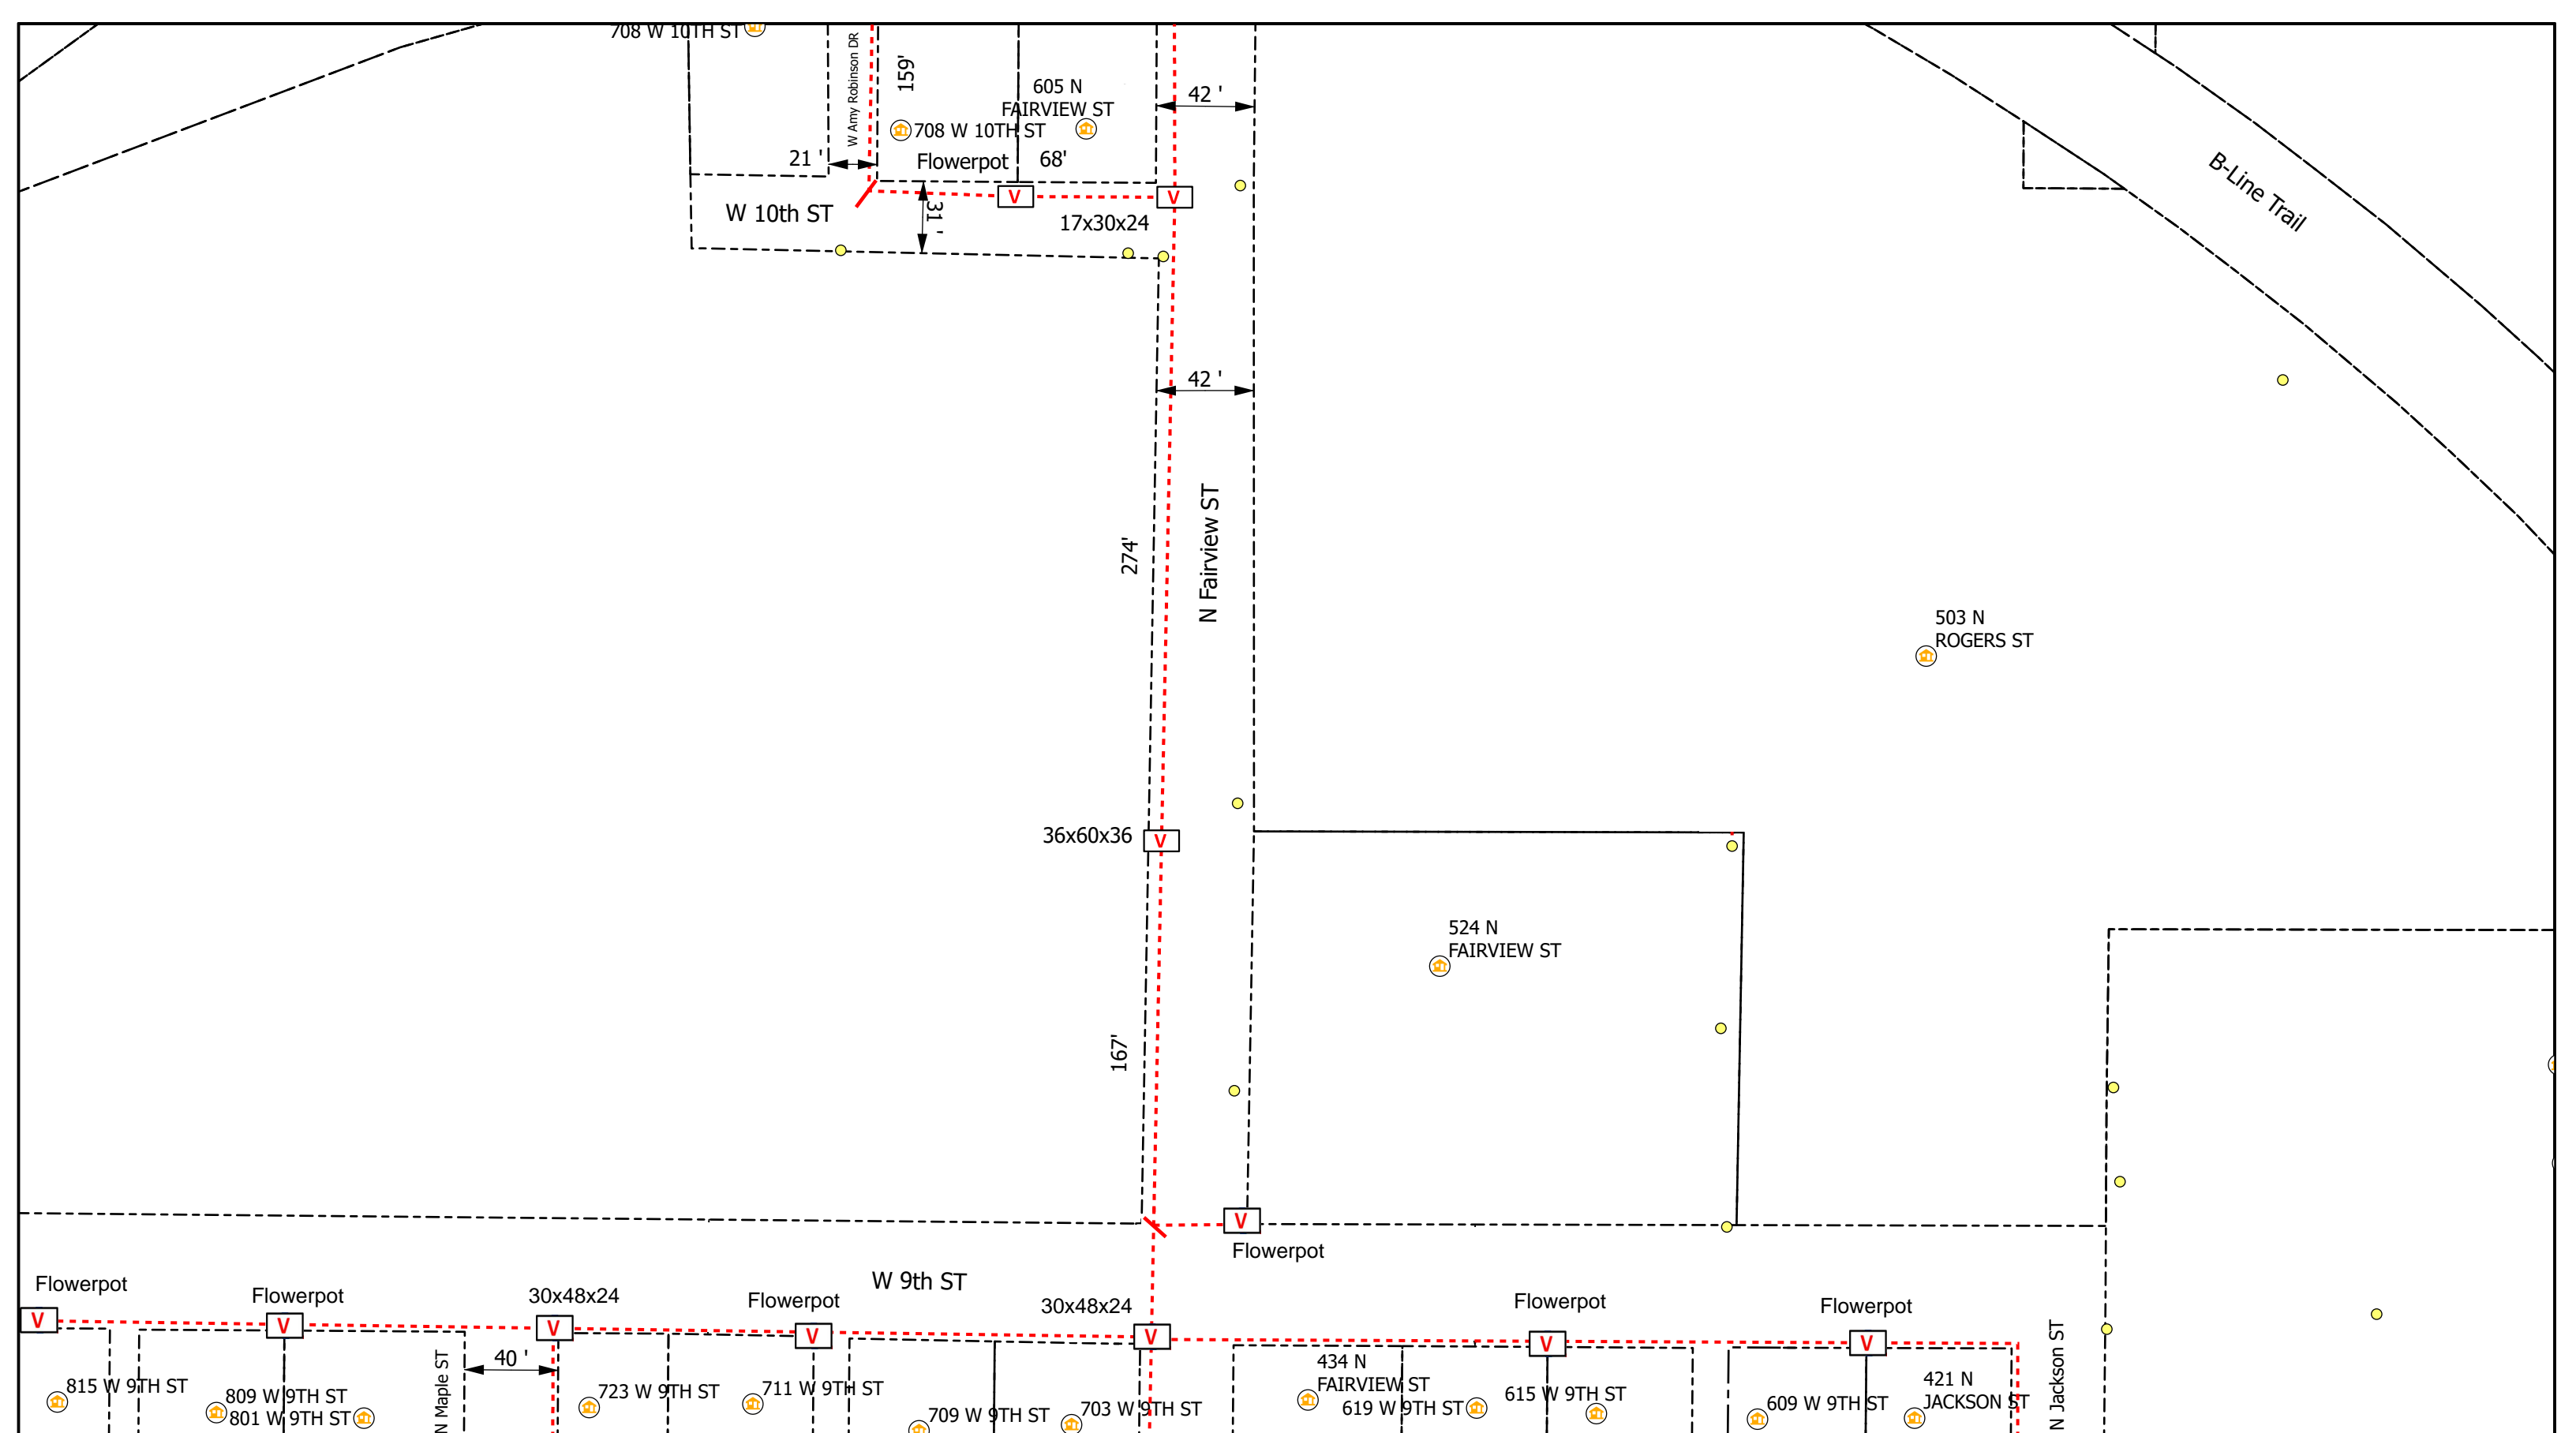 708 W 10TH ST
W Amy Robinson DR
159'
605 N
FAIRVIEW ST
42 '
708 W 10TH ST
21 '
Flowerpot
68'
B-Line Trail
V
V
W 10th ST
31 '
17x30x24
42 '
N Fairview ST
274'
503 N
ROGERS ST
36x60x36
V
524 N
FAIRVIEW ST
167'
V
Flowerpot
W 9th ST
Flowerpot
Flowerpot
30x48x24
Flowerpot
30x48x24
Flowerpot
Flowerpot
V
V
V
V
V
V
V
N Maple ST
40 '
N Jackson ST
815 W 9TH ST
809 W 9TH ST
801 W 9TH ST
723 W 9TH ST
711 W 9TH ST
709 W 9TH ST
703 W 9TH ST
434 N
FAIRVIEW ST
619 W 9TH ST
615 W 9TH ST
609 W 9TH ST
421 N
JACKSON ST